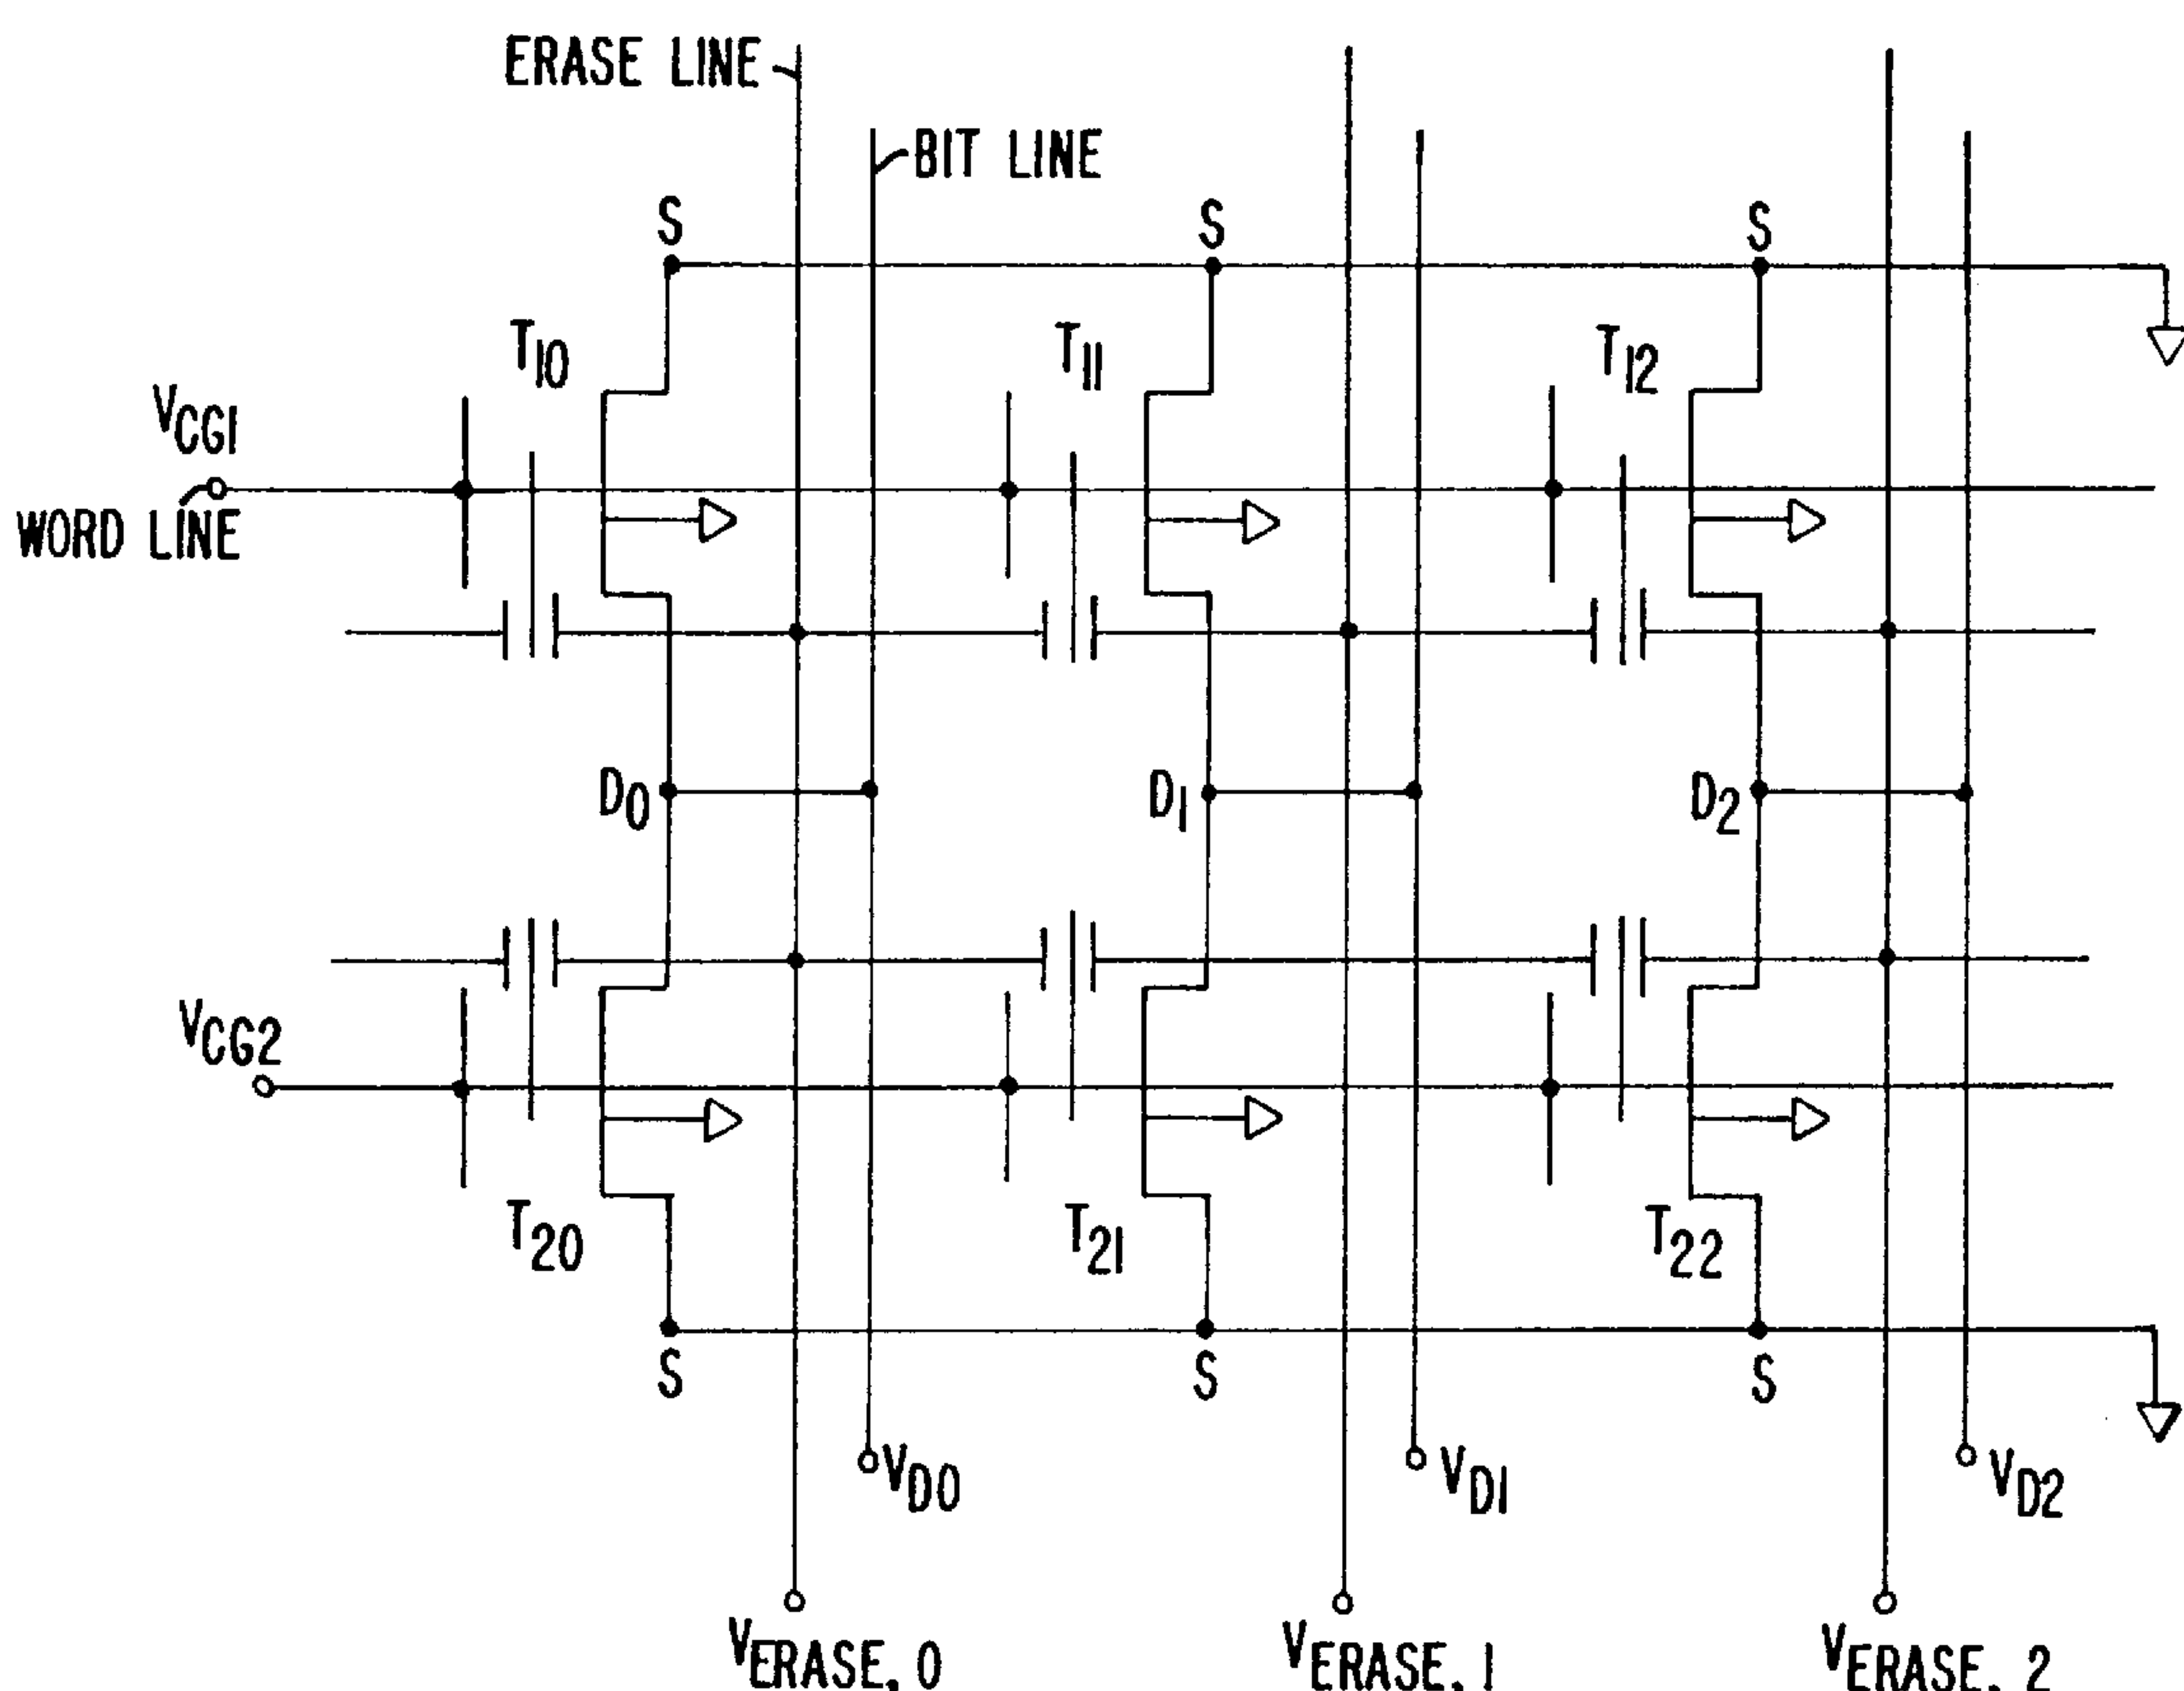 ERASE LINE
BIT LINE
S S S
T10 T11 T12
VCG1
WORD LINE
D0 D1 D2
VCG2
T20 T21 T22
S S S
VD0 VD1 VD2
VERASE, 0 VERASE, 1 VERASE, 2